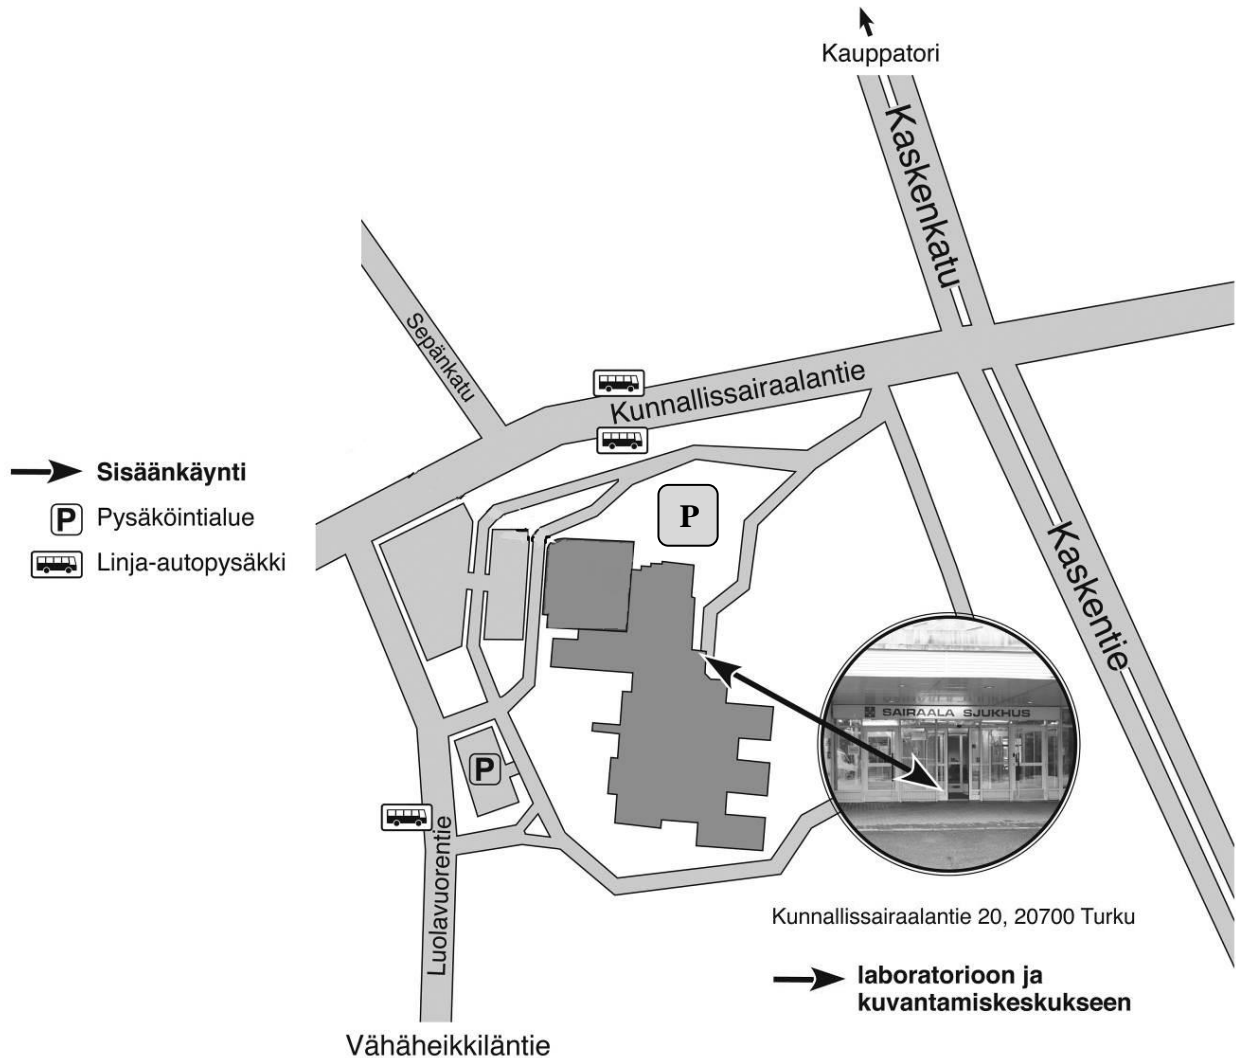 Kauppatori
Kaskenkatu
Sepänkatu
Kunnallissairaalantie
Sisäänkäynti
P Pysäköintialue
Linja-autopysäkki
P
Kaskentie
SAIRAALA SJUKHUS
P
Luolavuorentie
Kunnallissairaalantie 20, 20700 Turku
laboratorioon ja
kuvantamiskeskukseen
Vähäheikkiläntie